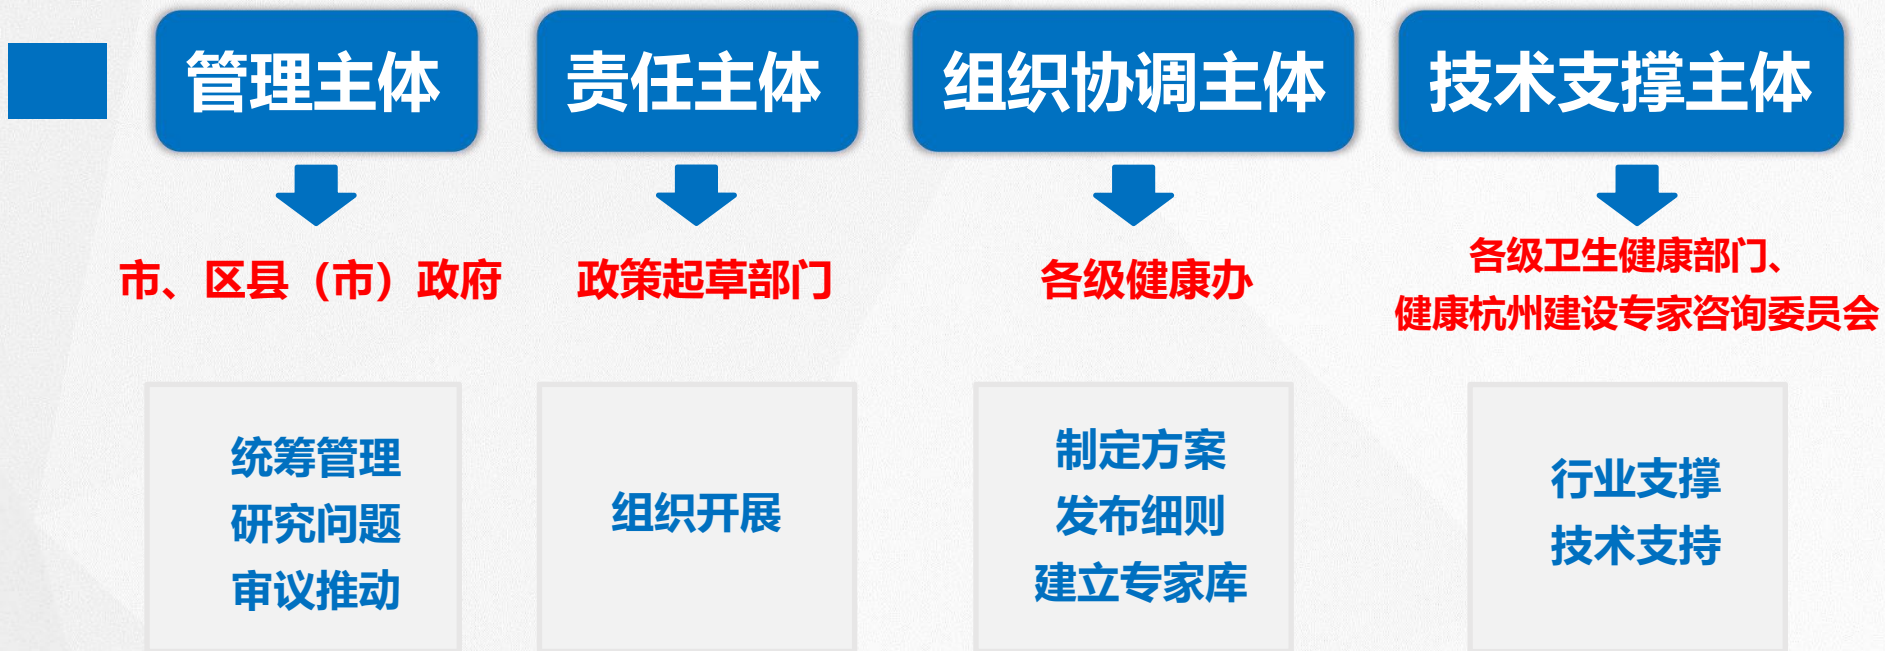 管理主体
责任主体
组织协调主体
技术支撑主体
市、区县（市）政府
政策起草部门
各级健康办
各级卫生健康部门、
健康杭州建设专家咨询委员会
统筹管理
研究问题
审议推动
组织开展
制定方案
发布细则
建立专家库
行业支撑
技术支持